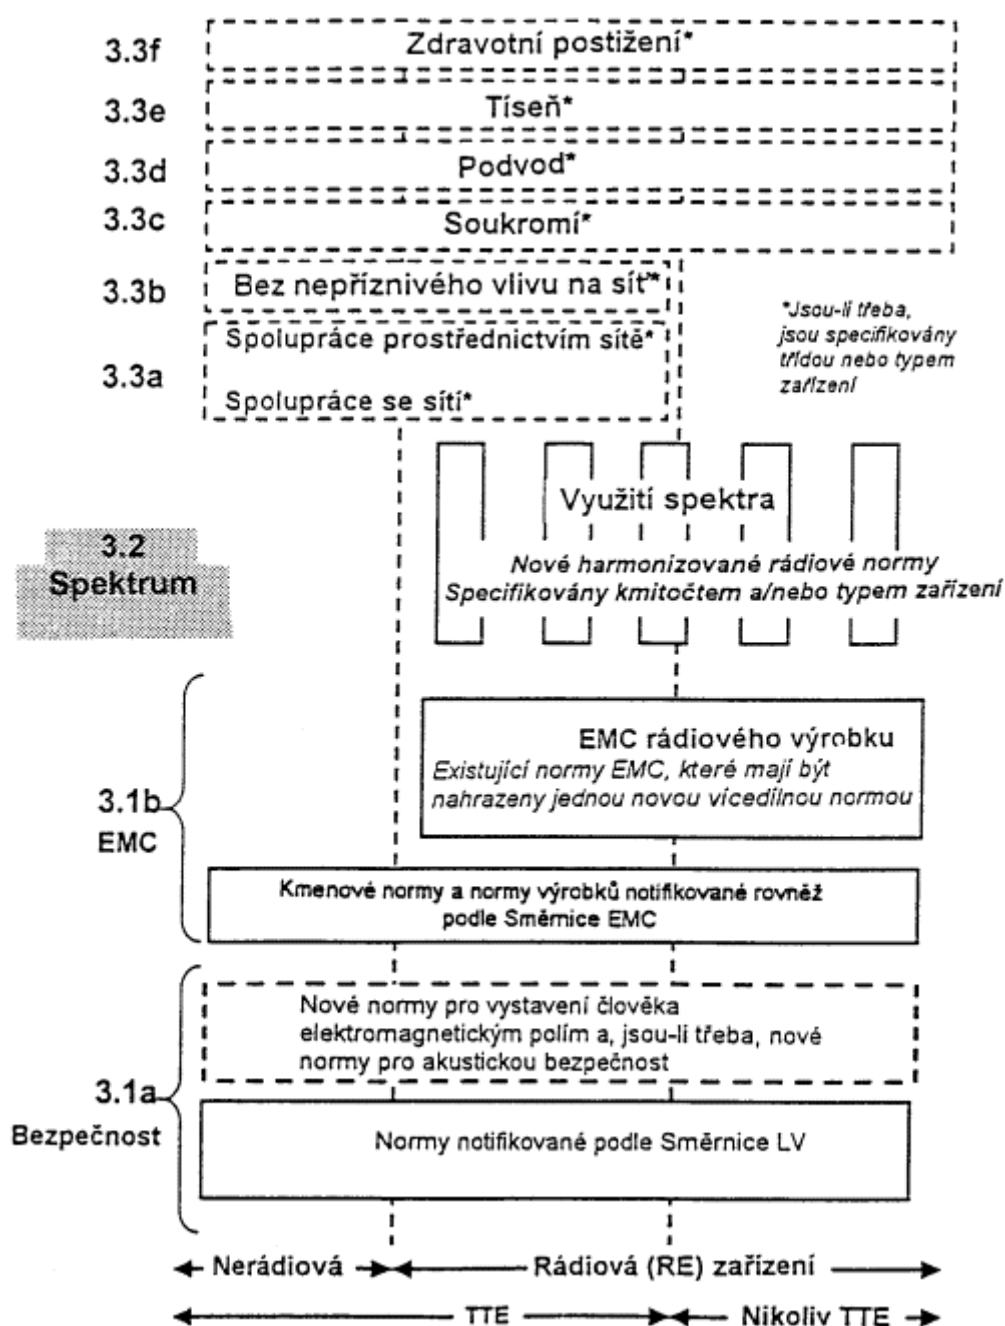 3.3f
Zdravotní postižení*
3.3e
Tíseň*
3.3d
Podvod*
3.3c
Soukromí*
3.3b
Bez nepříznivého vlivu na síť*
3.3a
Spolupráce prostřednictvím sítě*
Spolupráce se sítí*
*Jsou-li třeba,
jsou specifikovány
třídou nebo typem
zařízení
3.2
Spektrum
Využití spektra
Nové harmonizované rádiové normy
Specifikovány kmitočtem a/nebo typem zařízení
3.1b
EMC
EMC rádiového výrobku
Existující normy EMC, které mají být
nahrazeny jednou novou vícedílnou normou
Kmenové normy a normy výrobků notifikované rovněž
podle Směrnice EMC
3.1a
Bezpečnost
Nové normy pro vystavení člověka
elektromagnetickým polím a, jsou-li třeba, nové
normy pro akustickou bezpečnost
Normy notifikované podle Směrnice LV
Nerádiová
Rádiová (RE) zařízení
TTE
Nikoliv TTE